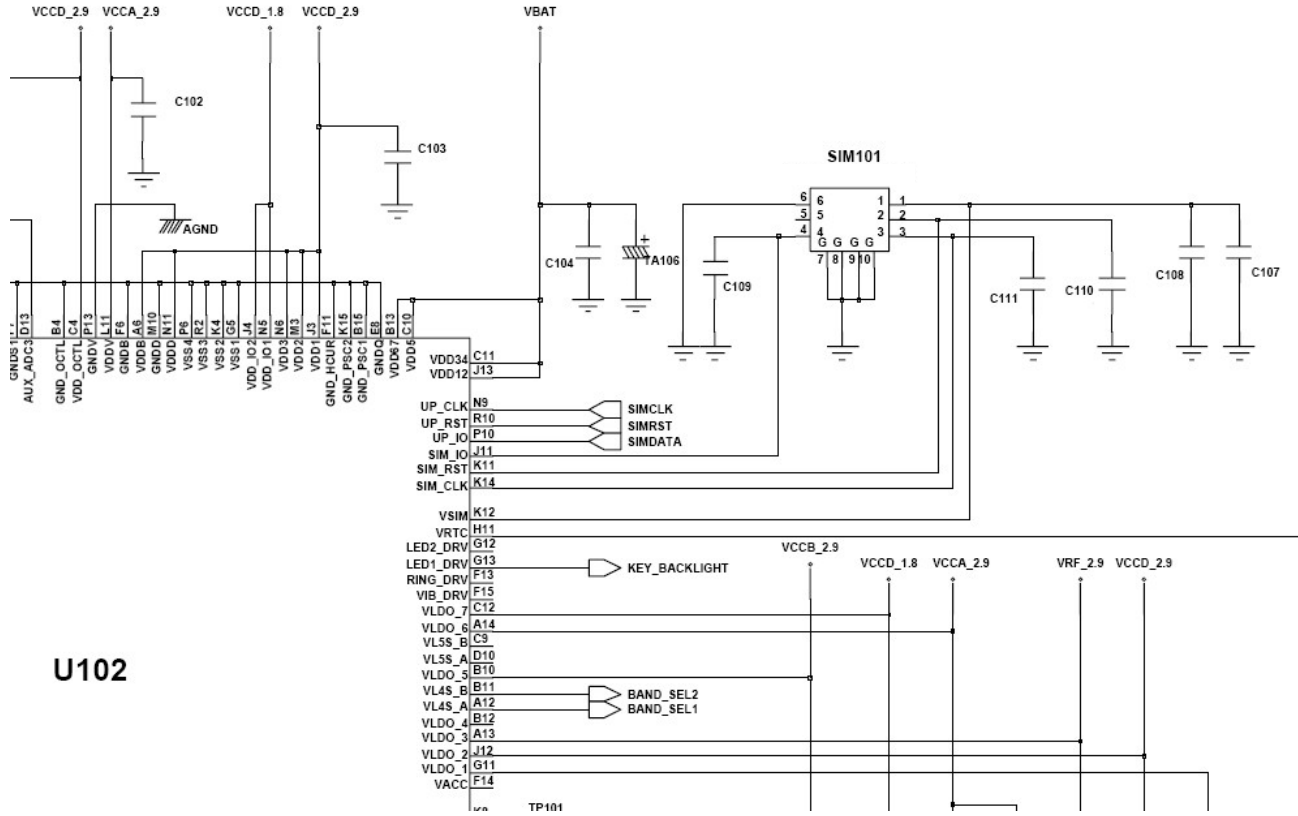 VCCD_2.9 VCCA_2.9 VCCD_1.8 VCCD_2.9 VBAT
C102
C103
SIM101
AGND
6 6 1 1
5 5 2 2
4 4 3 3
G G G G
7 8 9 10
C104
+
TA106
C109
C111
C110
C108
C107
D13 B4 C4 P13 L11 F6 A6 M10 N11 P6 R2 K4 G5 J4 N5 N6 M3 J3 F11 K15 B15 E8 B13 C10
GNDS1
AUX_ADC3
GND_OCTL
VDD_OCTL
GNDV
VDDV
GNDB
VDDB
GNDD
VDDD
VSS4
VSS3
VSS2
VSS1
VDD_IO2
VDD_IO1
VDD3
VDD2
VDD1
GND_HCUR
GND_PSC2
GND_PSC1
GNDQ
VDD67
VDD5
VDD34 C11
VDD12 J13
UP_CLK N9 SIMCLK
UP_RST R10 SIMRST
UP_IO P10 SIMDATA
SIM_IO J11
SIM_RST K11
SIM_CLK K14
VSIM K12
VRTC H11
LED2_DRV G12
LED1_DRV G13 KEY_BACKLIGHT
RING_DRV F13
VIB_DRV F15
VLDO_7 C12
VLDO_6 A14
VL5S_B C9
VL5S_A D10
VLDO_5 B10
VL4S_B B11 BAND_SEL2
VL4S_A A12 BAND_SEL1
VLDO_4 B12
VLDO_3 A13
VLDO_2 J12
VLDO_1 G11
VACC F14
VCCB_2.9
VCCD_1.8 VCCA_2.9 VRF_2.9 VCCD_2.9
U102
TP101